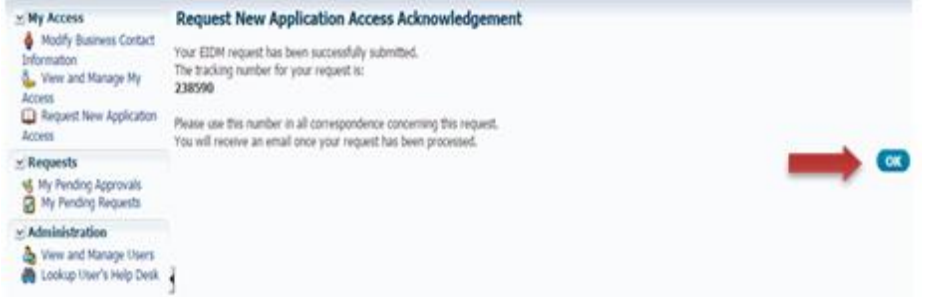 My Access
Modify Business Contact
Information
View and Manage My
Access
Request New Application
Access
Requests
My Pending Approvals
My Pending Requests
Administration
View and Manage Users
Lookup User's Help Desk
Request New Application Access Acknowledgement
Your EIDM request has been successfully submitted.
The tracking number for your request is:
238590
Please use this number in all correspondence concerning this request.
You will receive an email once your request has been processed.
OK